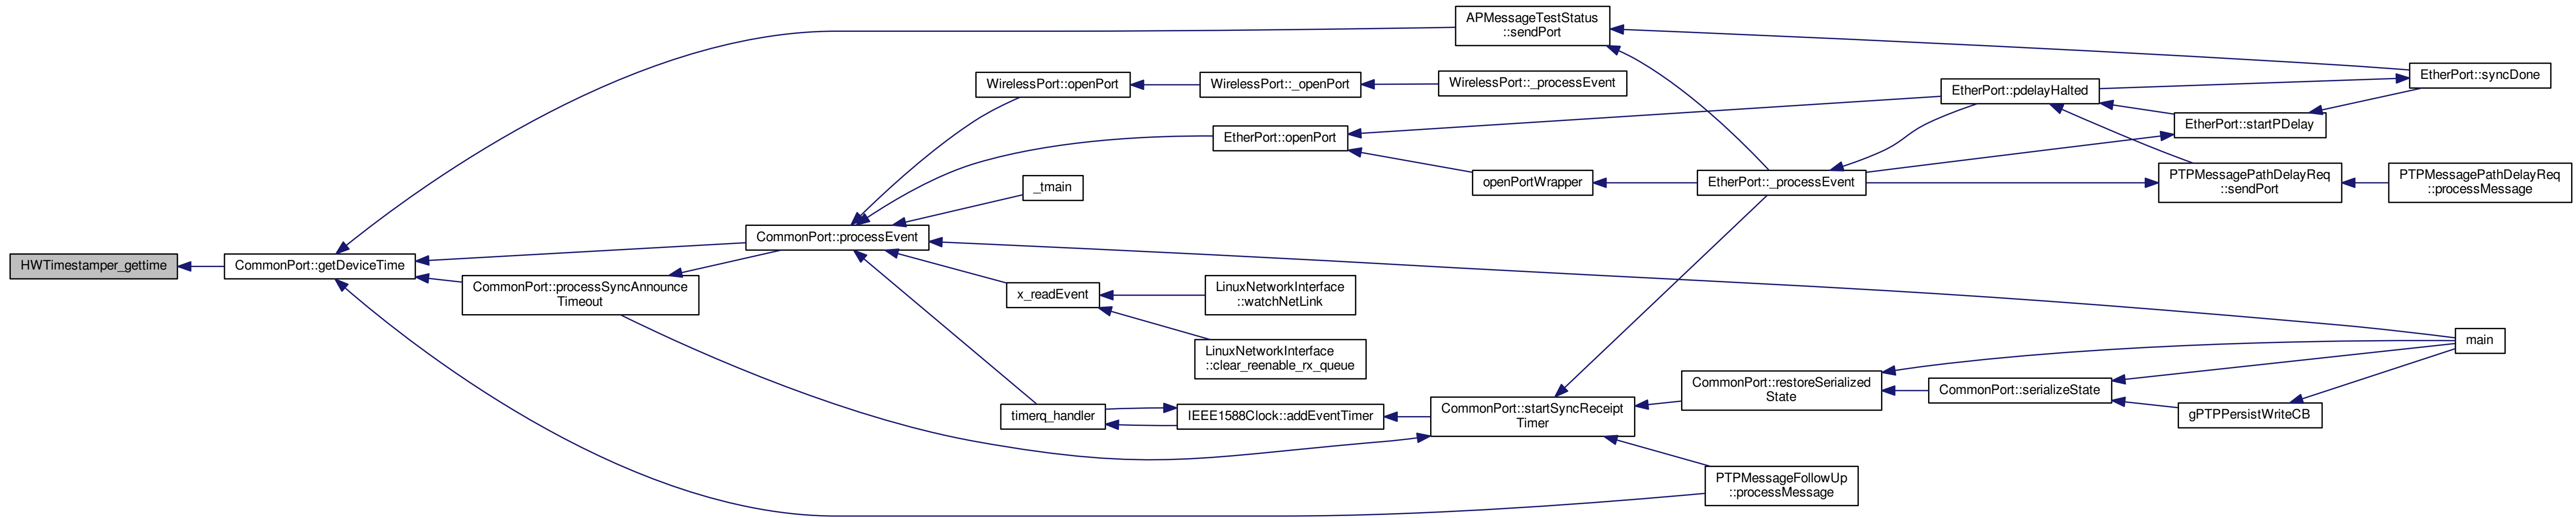 HWTimestamper_gettime
CommonPort::getDeviceTime
APMessageTestStatus
::sendPort
EtherPort::syncDone
EtherPort::pdelayHalted
EtherPort::startPDelay
EtherPort::_processEvent
PTPMessagePathDelayReq
::sendPort
PTPMessagePathDelayReq
::processMessage
CommonPort::processEvent
WirelessPort::openPort
WirelessPort::_openPort
WirelessPort::_processEvent
EtherPort::openPort
openPortWrapper
_tmain
x_readEvent
LinuxNetworkInterface
::watchNetLink
LinuxNetworkInterface
::clear_reenable_rx_queue
timerq_handler
IEEE1588Clock::addEventTimer
CommonPort::startSyncReceipt
Timer
CommonPort::processSyncAnnounce
Timeout
CommonPort::restoreSerialized
State
CommonPort::serializeState
gPTPPersistWriteCB
main
PTPMessageFollowUp
::processMessage